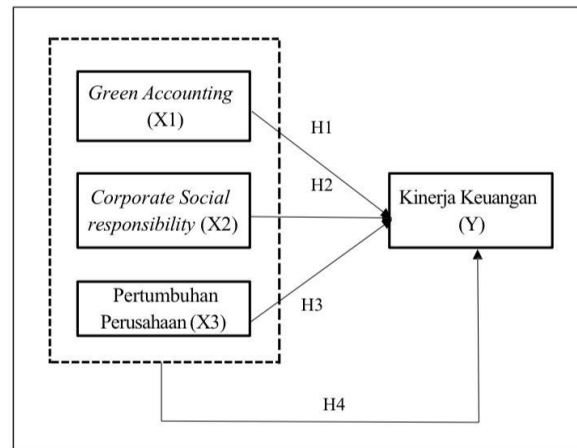 Green Accounting
(X1)
H1
H2
Corporate Social
responsibility (X2)
Kinerja Keuangan
(Y)
Pertumbuhan
Perusahaan (X3)
H3
H4